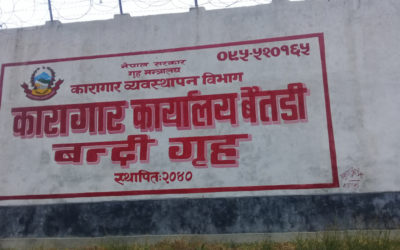 नेपाल सरकार
गृह मन्त्रालय
०९५-५२०१६५
कारागार व्यवस्थापन विभाग
कारागार कार्यालय बैतडी
बन्दी गृह
स्थापित:२०४०